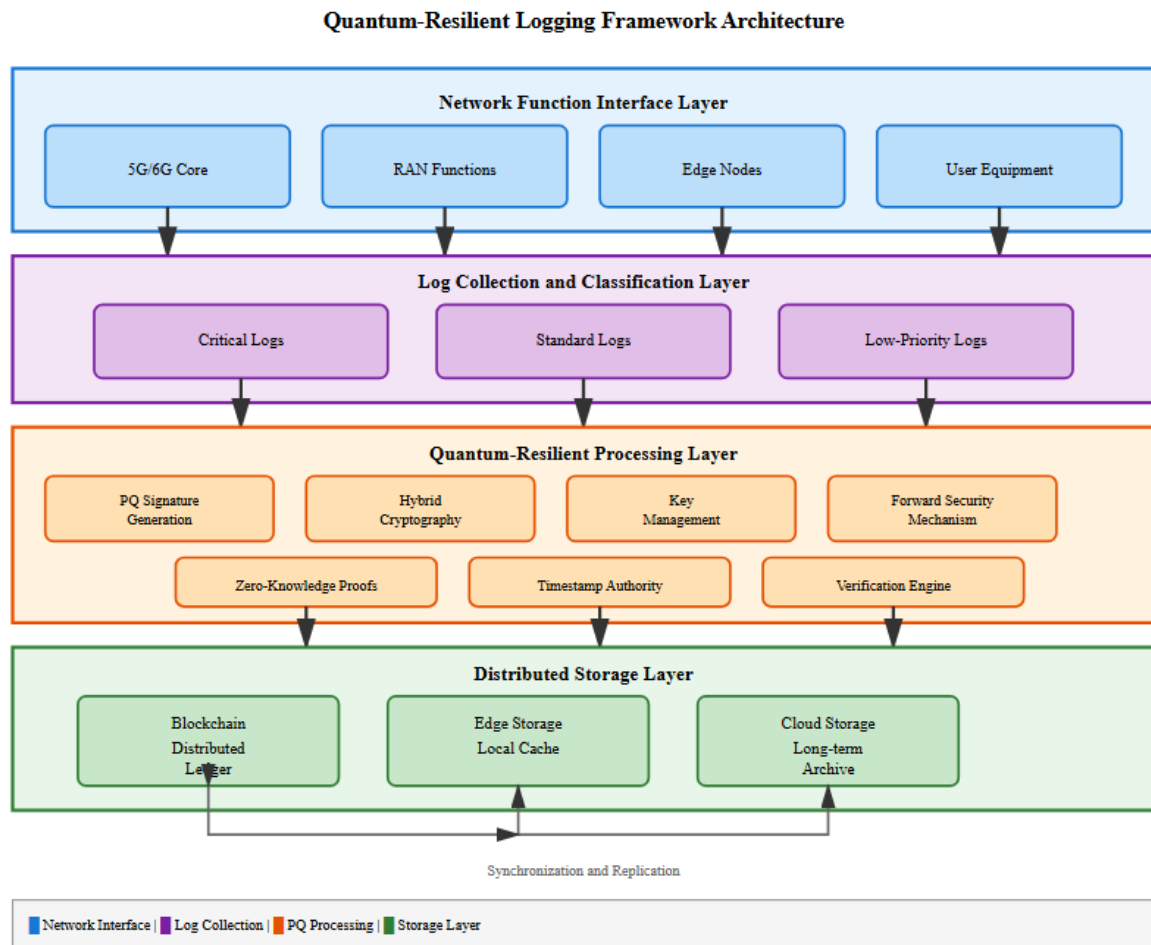 Quantum-Resilient Logging Framework Architecture
Network Function Interface Layer
5G/6G Core
RAN Functions
Edge Nodes
User Equipment
Log Collection and Classification Layer
Critical Logs
Standard Logs
Low-Priority Logs
Quantum-Resilient Processing Layer
PQ Signature
Generation
Hybrid
Cryptography
Key
Management
Forward Security
Mechanism
Zero-Knowledge Proofs
Timestamp Authority
Verification Engine
Distributed Storage Layer
Blockchain
Distributed
Ledger
Edge Storage
Local Cache
Cloud Storage
Long-term
Archive
Synchronization and Replication
Network Interface | Log Collection | PQ Processing | Storage Layer